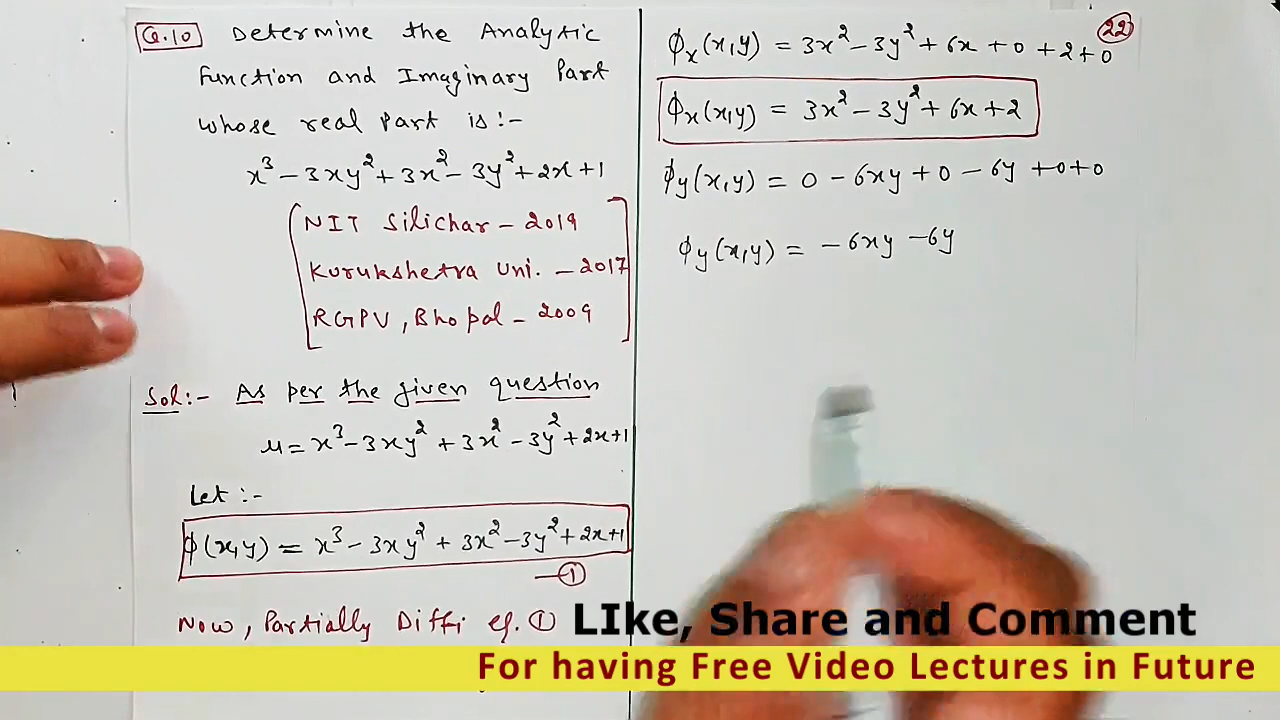 Q.10 Determine the Analytic
Function and Imaginary Part
whose real part is :-
x³ - 3xy² + 3x² - 3y² + 2x + 1
NIT Silichar - 2019
Kurukshetra Uni. - 2017
RGPV, Bhopal - 2009
Sol:- As per the given question
u = x³ - 3xy² + 3x² - 3y² + 2x + 1
Let :-
ϕ(x,y) = x³ - 3xy² + 3x² - 3y² + 2x + 1
—①
Now, Partially Diffi eq. ①
22
ϕx(x,y) = 3x² - 3y² + 6x + 0 + 2 + 0
ϕx(x,y) = 3x² - 3y² + 6x + 2
ϕy(x,y) = 0 - 6xy + 0 - 6y + 0 + 0
ϕy(x,y) = - 6xy - 6y
LIke, Share and Comment
For having Free Video Lectures in Future